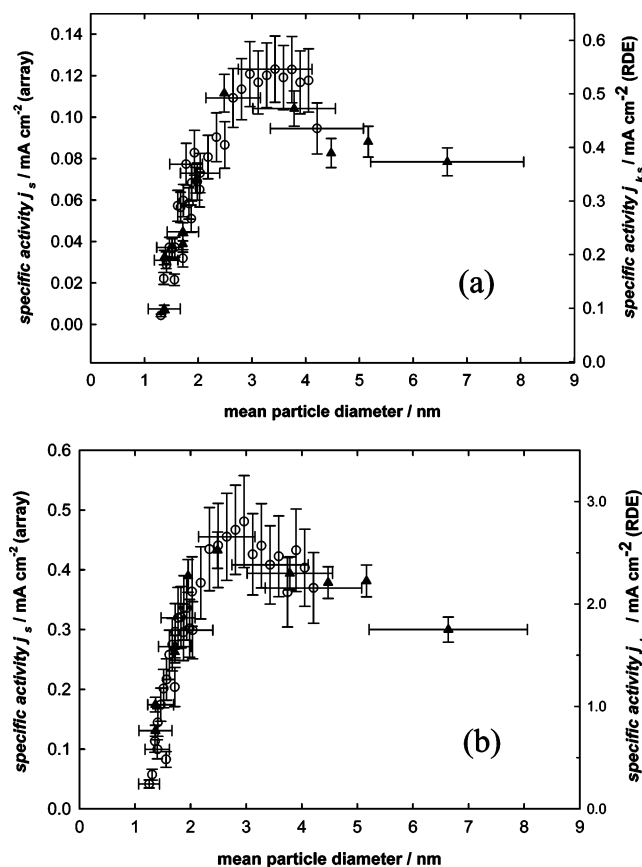 0.14
0.12
0.10
0.08
0.06
0.04
0.02
0.00
specific activity j s / mA cm-2 (array)
0.6
0.5
0.4
0.3
0.2
0.1
0.0
specific activity j ks / mA cm-2 (RDE)
(a)
0 1 2 3 4 5 6 7 8 9
mean particle diameter / nm
0.6
0.5
0.4
0.3
0.2
0.1
0.0
specific activity j s / mA cm-2 (array)
3.0
2.0
1.0
0.0
specific activity j / mA cm-2 (RDE)
(b)
0 1 2 3 4 5 6 7 8 9
mean particle diameter / nm